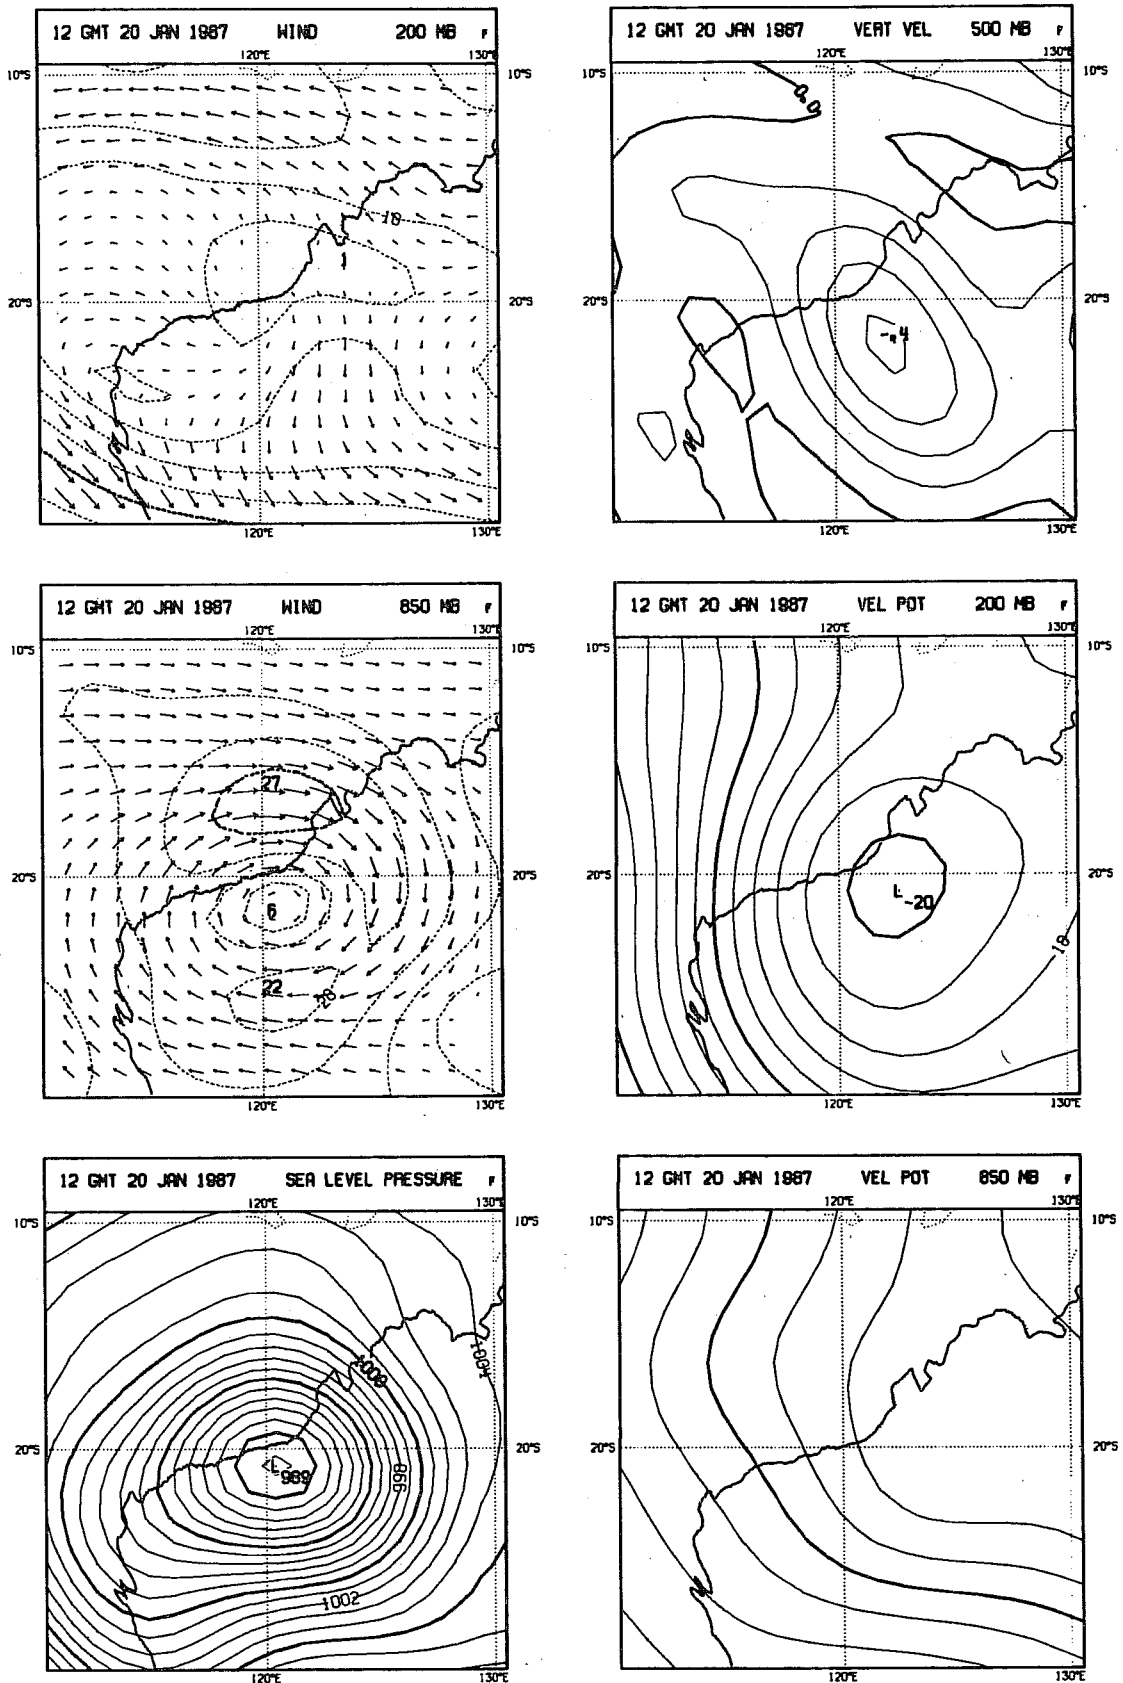 12 GMT 20 JAN 1987 WIND 200 MB F
120°E 130°E
10°S 10°S
18
20°S 20°S
120°E 130°E
12 GMT 20 JAN 1987 VERT VEL 500 MB F
120°E 130°E
10°S 10°S
0.0
20°S 20°S
-.4
120°E 130°E
12 GMT 20 JAN 1987 WIND 850 MB F
120°E 130°E
10°S 10°S
27
20°S 20°S
6
22 20
120°E 130°E
12 GMT 20 JAN 1987 VEL POT 200 MB F
120°E 130°E
10°S 10°S
20°S 20°S
L -20
-18
120°E 130°E
12 GMT 20 JAN 1987 SEA LEVEL PRESSURE F
120°E 130°E
10°S 10°S
1001
1000
20°S 20°S
L 989 998
1002
120°E 130°E
12 GMT 20 JAN 1987 VEL POT 850 MB F
120°E 130°E
10°S 10°S
20°S 20°S
120°E 130°E